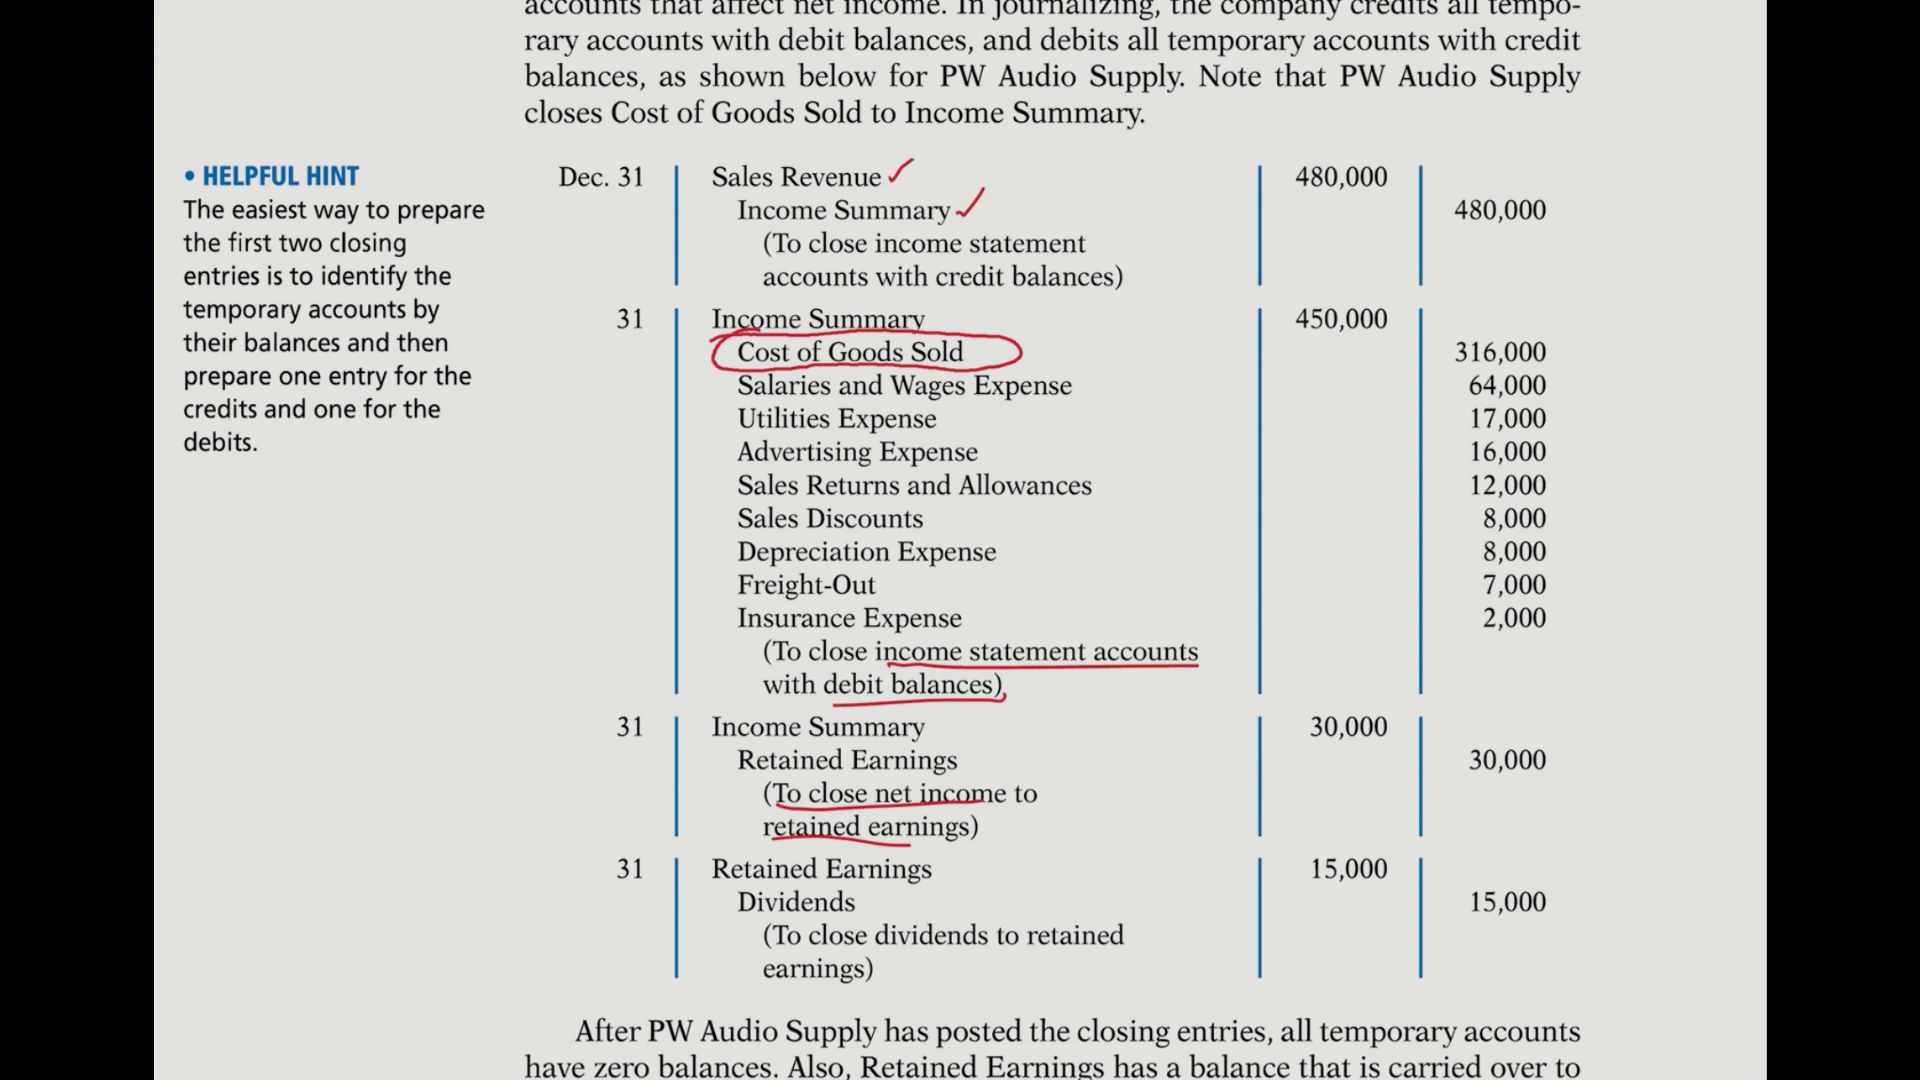 accounts that affect net income. In journalizing, the company credits all tempo-
rary accounts with debit balances, and debits all temporary accounts with credit
balances, as shown below for PW Audio Supply. Note that PW Audio Supply
closes Cost of Goods Sold to Income Summary.
• HELPFUL HINT
The easiest way to prepare
the first two closing
entries is to identify the
temporary accounts by
their balances and then
prepare one entry for the
credits and one for the
debits.
Dec. 31 Sales Revenue 480,000
Income Summary 480,000
(To close income statement
accounts with credit balances)
31 Income Summary 450,000
Cost of Goods Sold 316,000
Salaries and Wages Expense 64,000
Utilities Expense 17,000
Advertising Expense 16,000
Sales Returns and Allowances 12,000
Sales Discounts 8,000
Depreciation Expense 8,000
Freight-Out 7,000
Insurance Expense 2,000
(To close income statement accounts
with debit balances)
31 Income Summary 30,000
Retained Earnings 30,000
(To close net income to
retained earnings)
31 Retained Earnings 15,000
Dividends 15,000
(To close dividends to retained
earnings)
After PW Audio Supply has posted the closing entries, all temporary accounts
have zero balances. Also, Retained Earnings has a balance that is carried over to